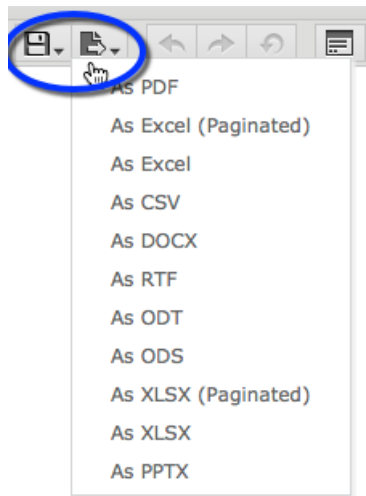 As PDF
As Excel (Paginated)
As Excel
As CSV
As DOCX
As RTF
As ODT
As ODS
As XLSX (Paginated)
As XLSX
As PPTX